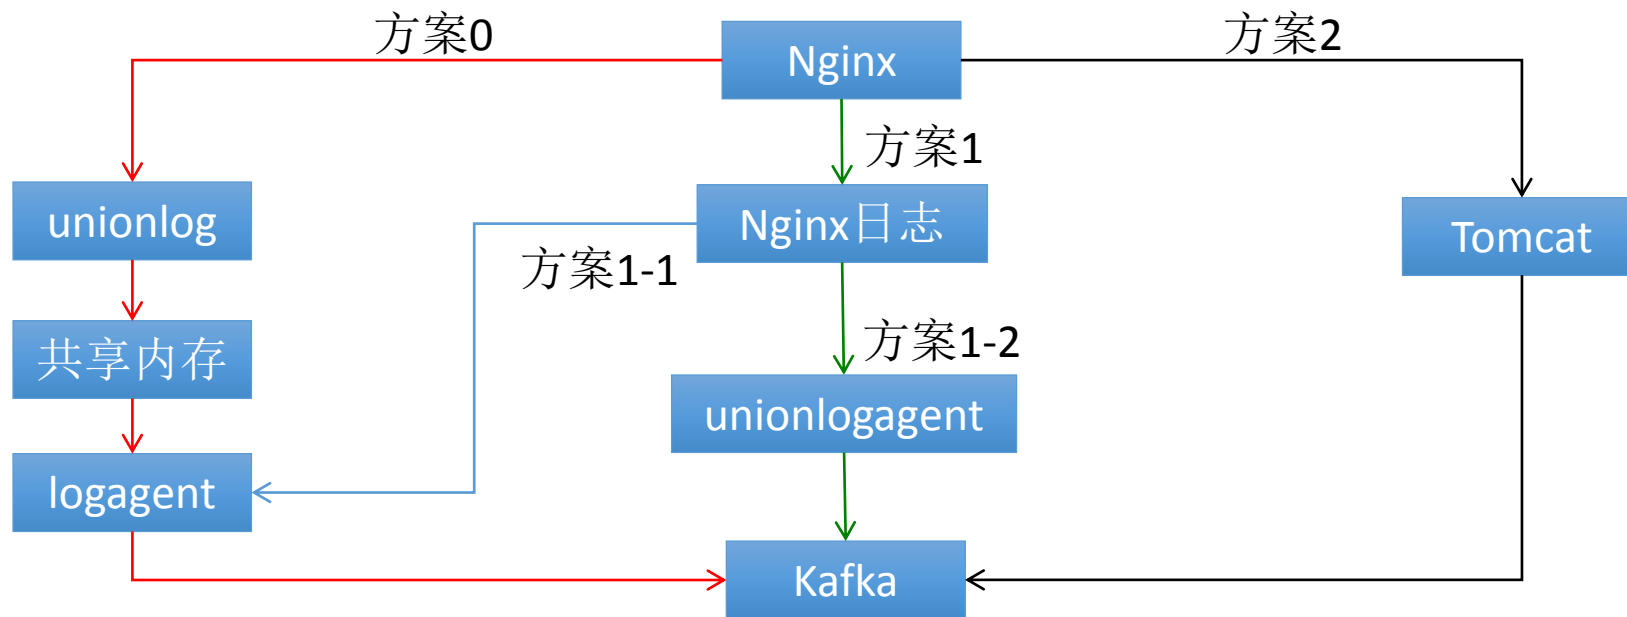 方案0
Nginx
方案2
方案1
unionlog
Nginx日志
Tomcat
方案1-1
共享内存
方案1-2
unionlogagent
logagent
Kafka